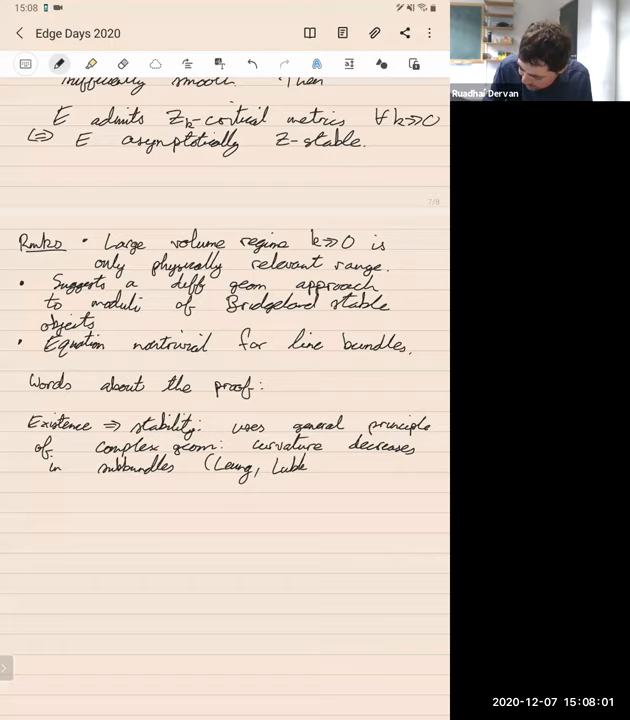 15:08
Edge Days 2020
Ruadhaí Dervan
sufficiently smooth. Then
E admits Z_k-critical metrics ∀ k≫0
⟺ E asymptotically Z-stable.
7/8
Rmks • Large volume regime k≫0 is
only physically relevant range.
• Suggests a diff geom approach
to moduli of Bridgeland stable
objects
• Equation nontrivial for line bundles.
Words about the proof:
Existence ⇒ stability: uses general principle
of complex geom: curvature decreases
in subbundles (Leung, Lübk
2020-12-07 15:08:01